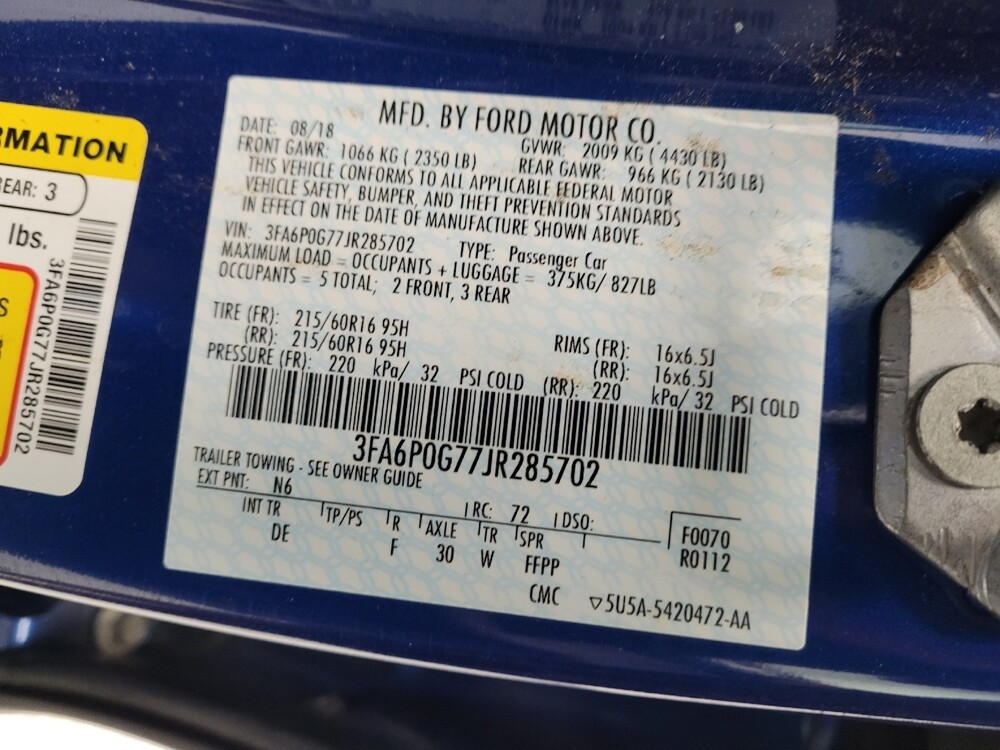 RMATION
REAR: 3
lbs.
S
3FA6P0G77JR285702
MFD. BY FORD MOTOR CO.
DATE: 08/18 GVWR: 2009 KG ( 4430 LB)
FRONT GAWR: 1066 KG ( 2350 LB) REAR GAWR: 966 KG ( 2130 LB)
THIS VEHICLE CONFORMS TO ALL APPLICABLE FEDERAL MOTOR
VEHICLE SAFETY, BUMPER, AND THEFT PREVENTION STANDARDS
IN EFFECT ON THE DATE OF MANUFACTURE SHOWN ABOVE.
VIN: 3FA6P0G77JR285702 TYPE: Passenger Car
MAXIMUM LOAD = OCCUPANTS + LUGGAGE = 375KG/ 827LB
OCCUPANTS = 5 TOTAL; 2 FRONT, 3 REAR
TIRE (FR): 215/60R16 95H RIMS (FR): 16x6.5J
(RR): 215/60R16 95H (RR): 16x6.5J
PRESSURE (FR): 220 kPa/ 32 PSI COLD (RR): 220 kPa/ 32 PSI COLD
3FA6P0G77JR285702
TRAILER TOWING - SEE OWNER GUIDE
EXT PNT: N6 RC: 72 DSO:
INT TR TP/PS R AXLE TR SPR F0070
DE F 30 W FFPP R0112
CMC ▽5U5A-5420472-AA